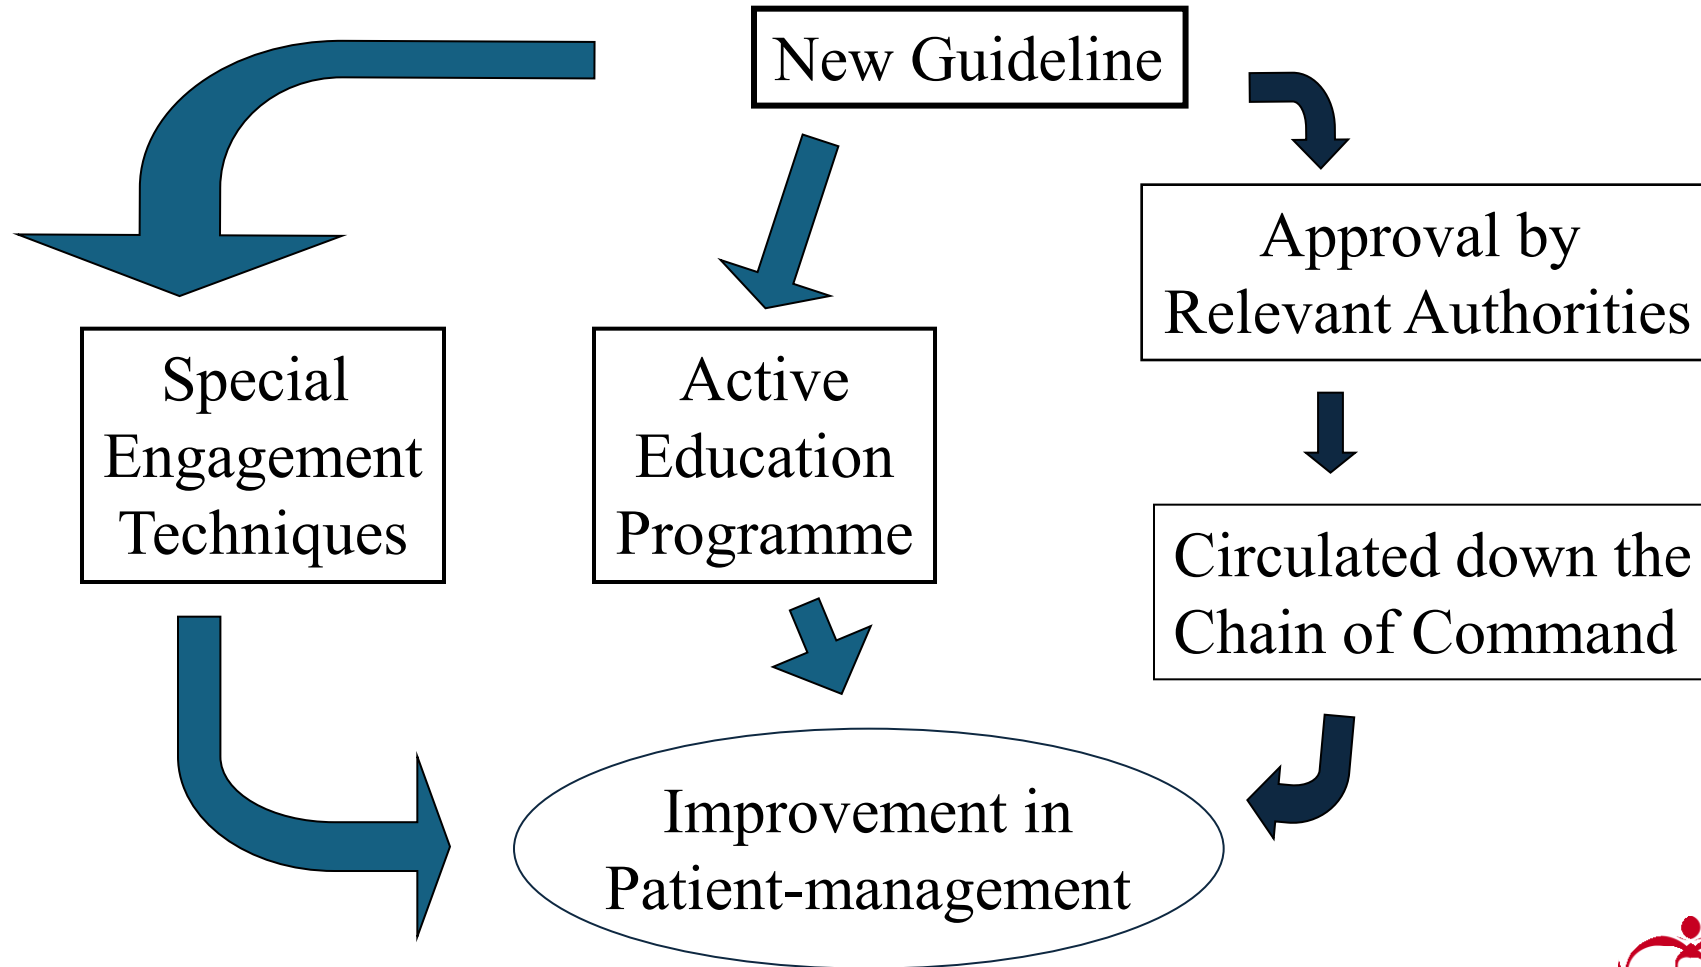 New Guideline
Approval by
Relevant Authorities
Special
Engagement
Techniques
Active
Education
Programme
Circulated down the
Chain of Command
Improvement in
Patient-management